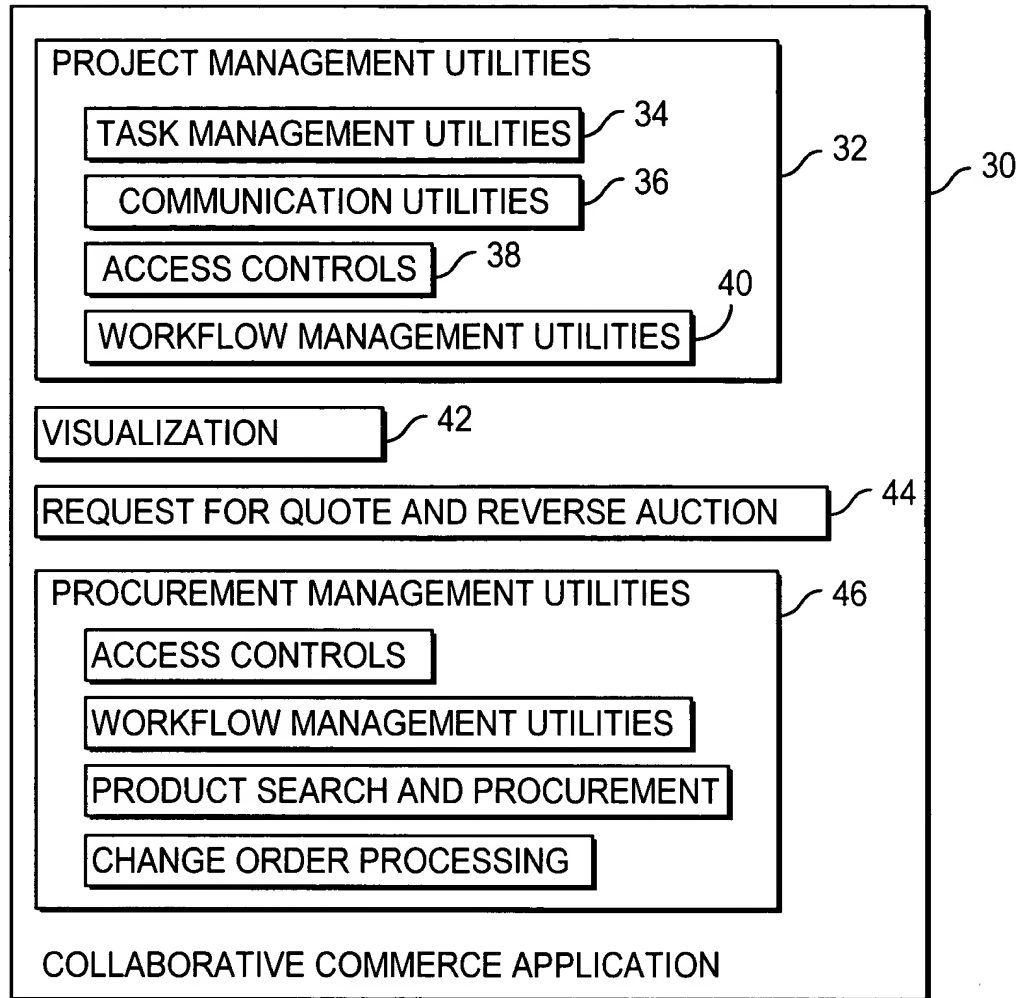 PROJECT MANAGEMENT UTILITIES
TASK MANAGEMENT UTILITIES 34
COMMUNICATION UTILITIES 36
32
30
ACCESS CONTROLS 38
40
WORKFLOW MANAGEMENT UTILITIES
VISUALIZATION 42
REQUEST FOR QUOTE AND REVERSE AUCTION 44
PROCUREMENT MANAGEMENT UTILITIES 46
ACCESS CONTROLS
WORKFLOW MANAGEMENT UTILITIES
PRODUCT SEARCH AND PROCUREMENT
CHANGE ORDER PROCESSING
COLLABORATIVE COMMERCE APPLICATION